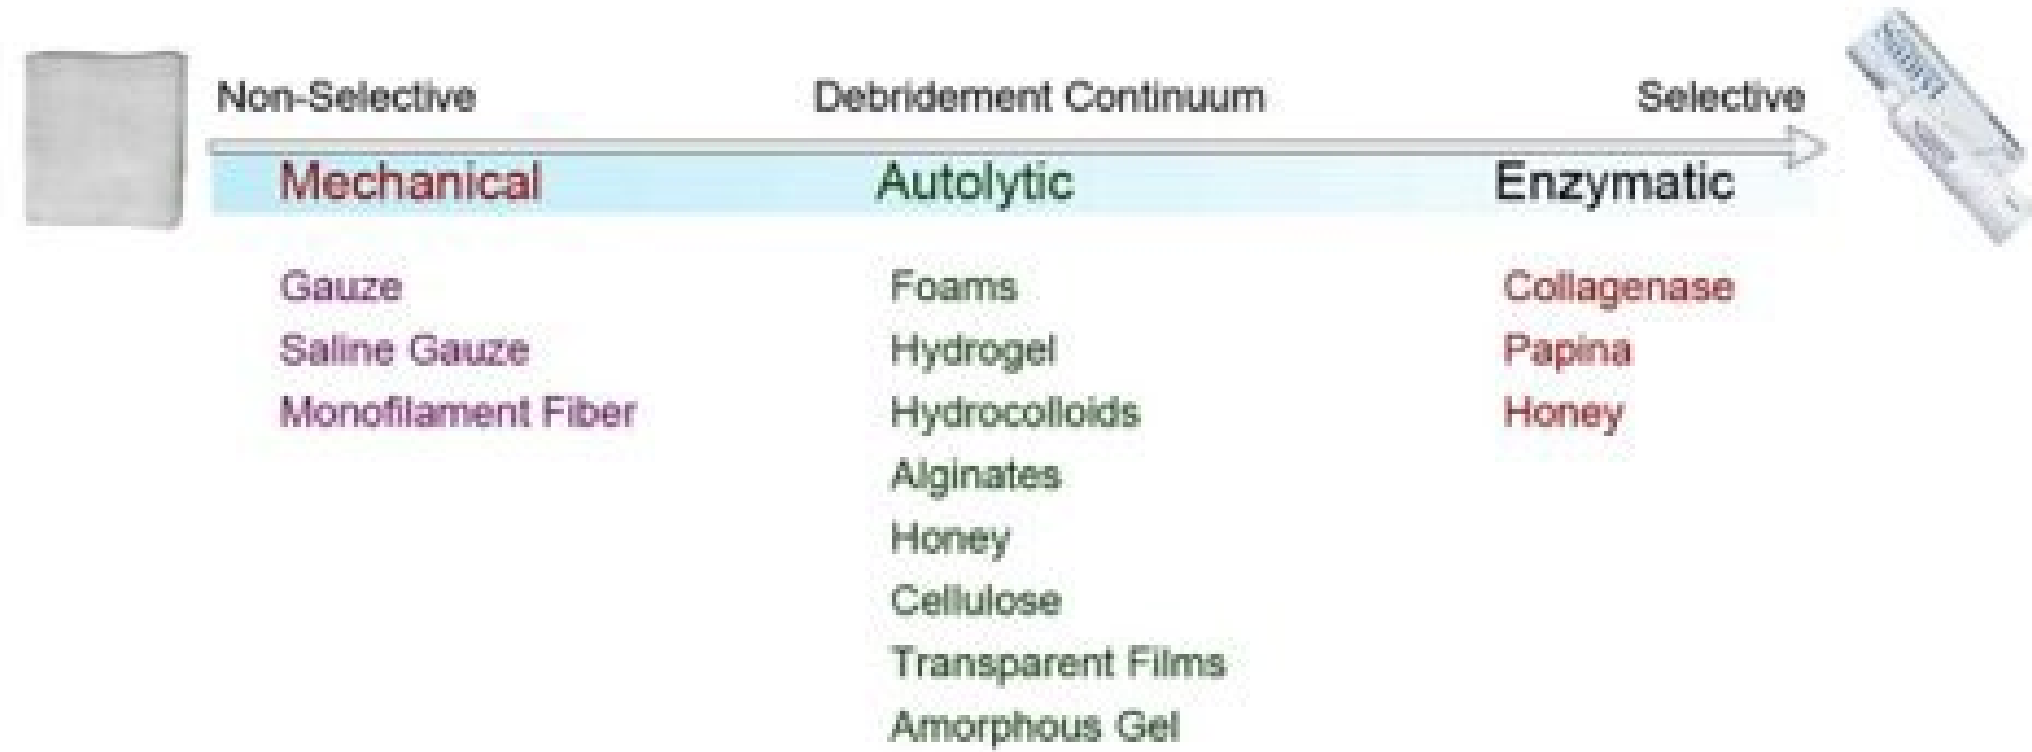 Non-Selective
Debridement Continuum
Selective
Mechanical
Gauze
Saline Gauze
Monofilament Fiber
Autolytic
Foams
Hydrogel
Hydrocolloids
Alginates
Honey
Cellulose
Transparent Films
Amorphous Gel
Enzymatic
Collagenase
Papina
Honey